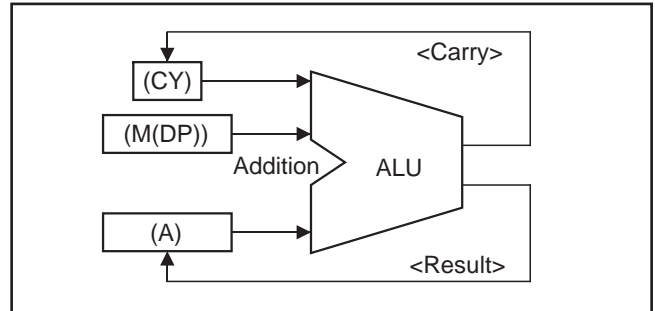 <Carry>
(CY)
(M(DP))
Addition
ALU
(A)
<Result>